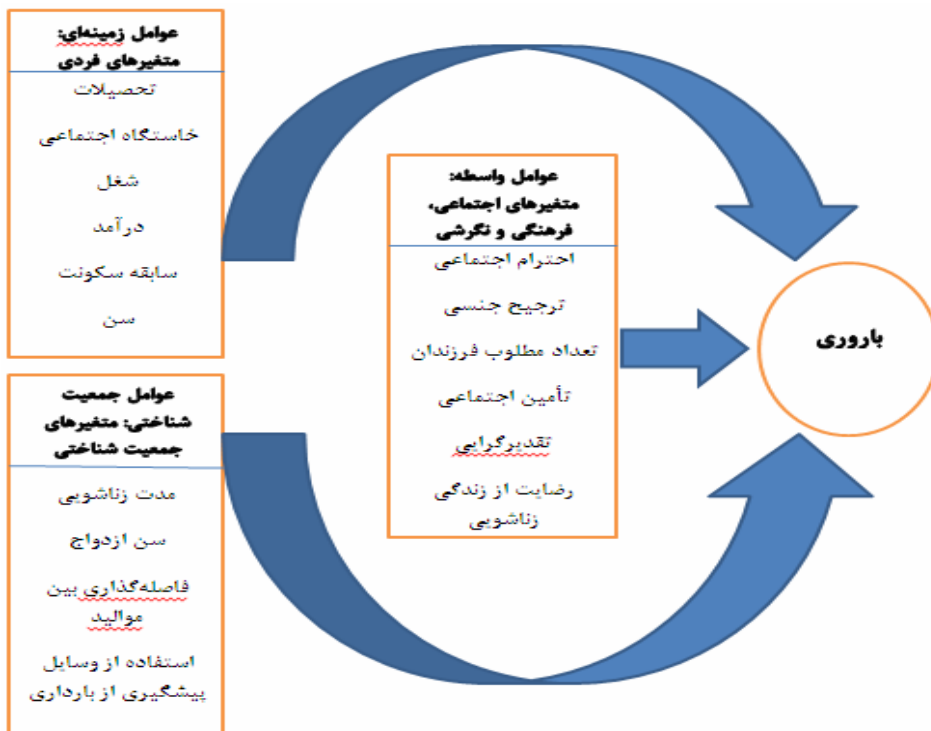 عوامل زمینه‌ای:
متغیرهای فردی
تحصیلات
خاستگاه اجتماعی
شغل
درآمد
سابقه سکونت
سن
عوامل جمعیت
شناختی: متغیرهای
جمعیت شناختی
مدت زناشویی
سن ازدواج
فاصله‌گذاری بین
موالید
استفاده از وسایل
پیشگیری از بارداری
عوامل واسطه:
متغیرهای اجتماعی،
فرهنگی و نگرشی
احترام اجتماعی
ترجیح جنسی
تعداد مطلوب فرزندان
تأمین اجتماعی
تقدیرگرایی
رضایت از زندگی
زناشویی
باروری